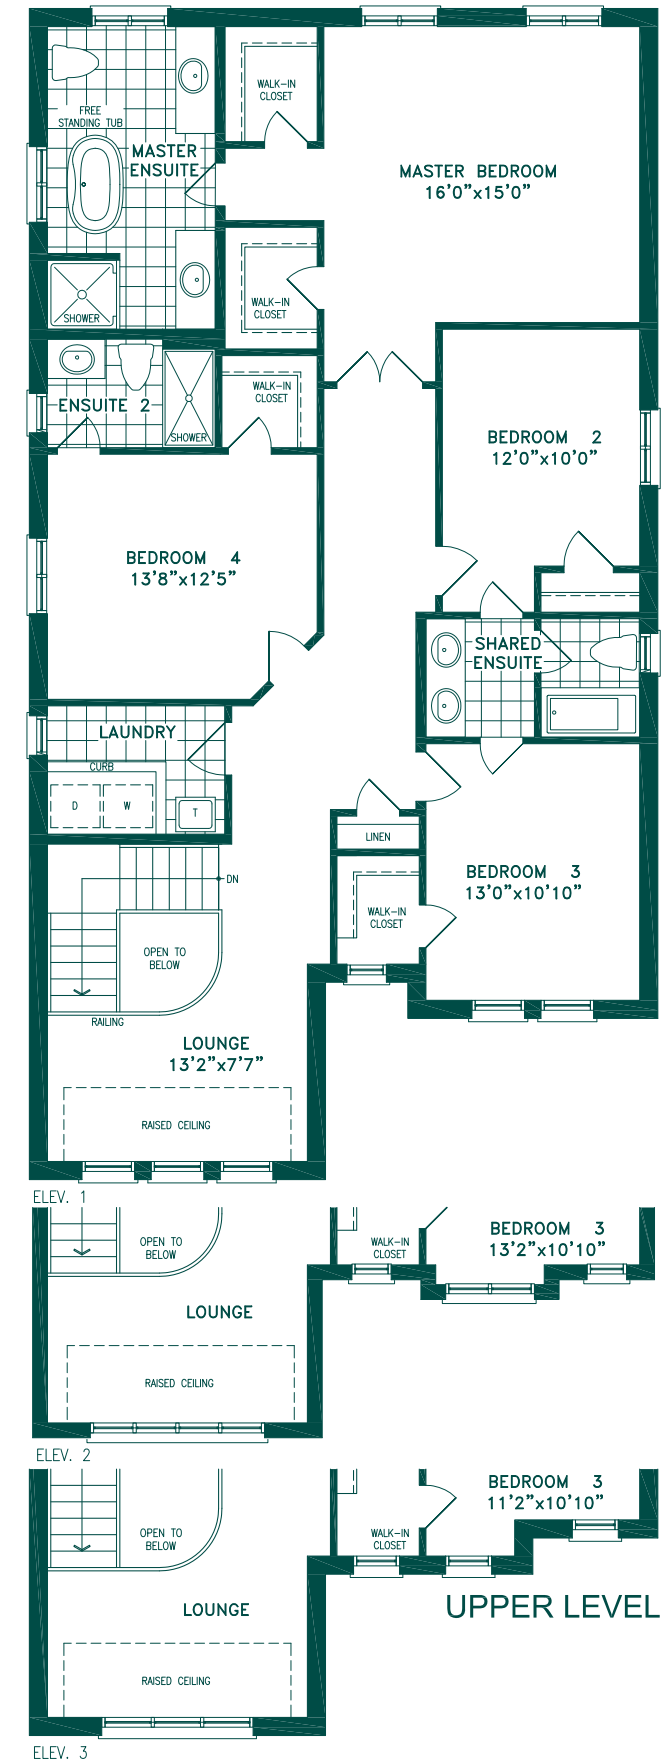 WALK-IN
CLOSET
FREE
STANDING TUB
MASTER
ENSUITE
MASTER BEDROOM
16'0"x15'0"
WALK-IN
CLOSET
SHOWER
WALK-IN
CLOSET
ENSUITE 2
SHOWER
BEDROOM 2
12'0"x10'0"
BEDROOM 4
13'8"x12'5"
SHARED
ENSUITE
LAUNDRY
CURB
D
W
T
LINEN
DN
BEDROOM 3
13'0"x10'10"
WALK-IN
CLOSET
OPEN TO
BELOW
RAILING
LOUNGE
13'2"x7'7"
RAISED CEILING
ELEV. 1
OPEN TO
BELOW
WALK-IN
CLOSET
BEDROOM 3
13'2"x10'10"
LOUNGE
RAISED CEILING
ELEV. 2
BEDROOM 3
11'2"x10'10"
OPEN TO
BELOW
WALK-IN
CLOSET
LOUNGE
UPPER LEVEL
RAISED CEILING
ELEV. 3